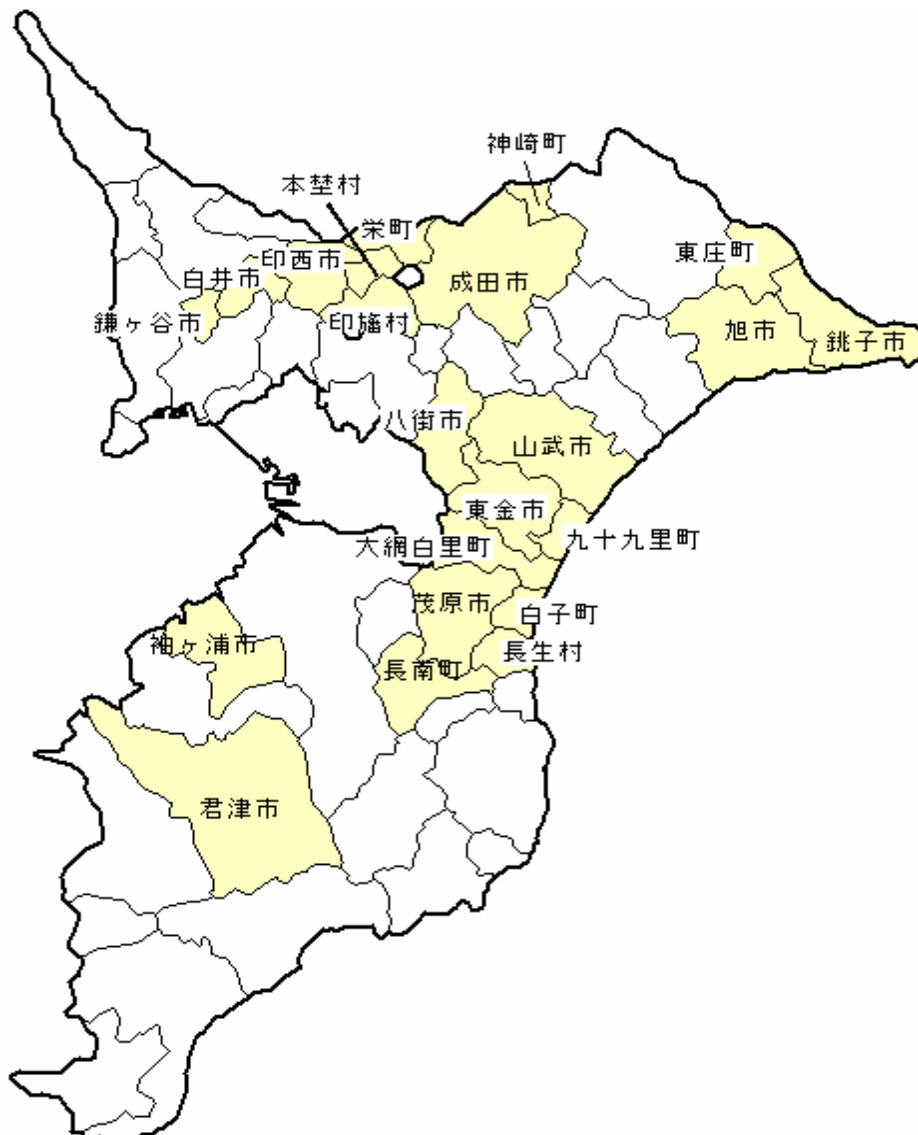 神崎町
本埜村
栄町
東庄町
印西市
白井市
成田市
鎌ヶ谷市
印旛村
旭市
銚子市
八街市
山武市
東金市
九十九里町
大網白里町
茂原市
白子町
袖ヶ浦市
長生村
長南町
君津市